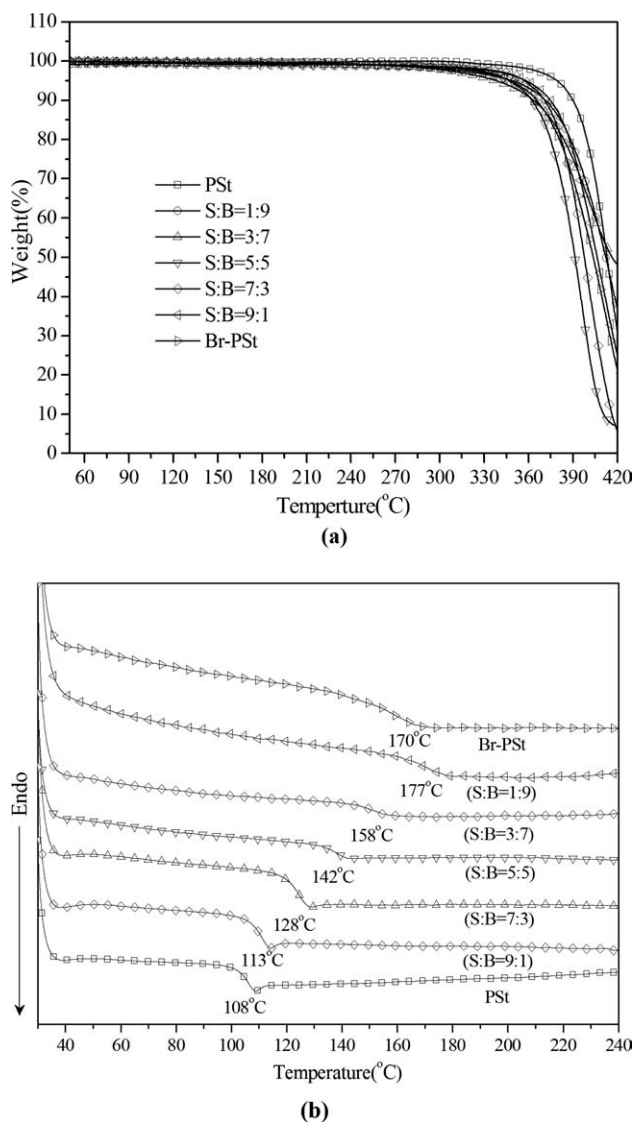 100
90
80
70
60
50
40
30
20
10
0
Weight(%)
PSt
S:B=1:9
S:B=3:7
S:B=5:5
S:B=7:3
S:B=9:1
Br-PSt
60 90 120 150 180 210 240 270 300 330 360 390 420
Temperture(°C)
(a)
Endo
170°C
Br-PSt
177°C
(S:B=1:9)
158°C
(S:B=3:7)
142°C
(S:B=5:5)
128°C
(S:B=7:3)
113°C
(S:B=9:1)
108°C
PSt
40 60 80 100 120 140 160 180 200 220 240
Temperature(°C)
(b)